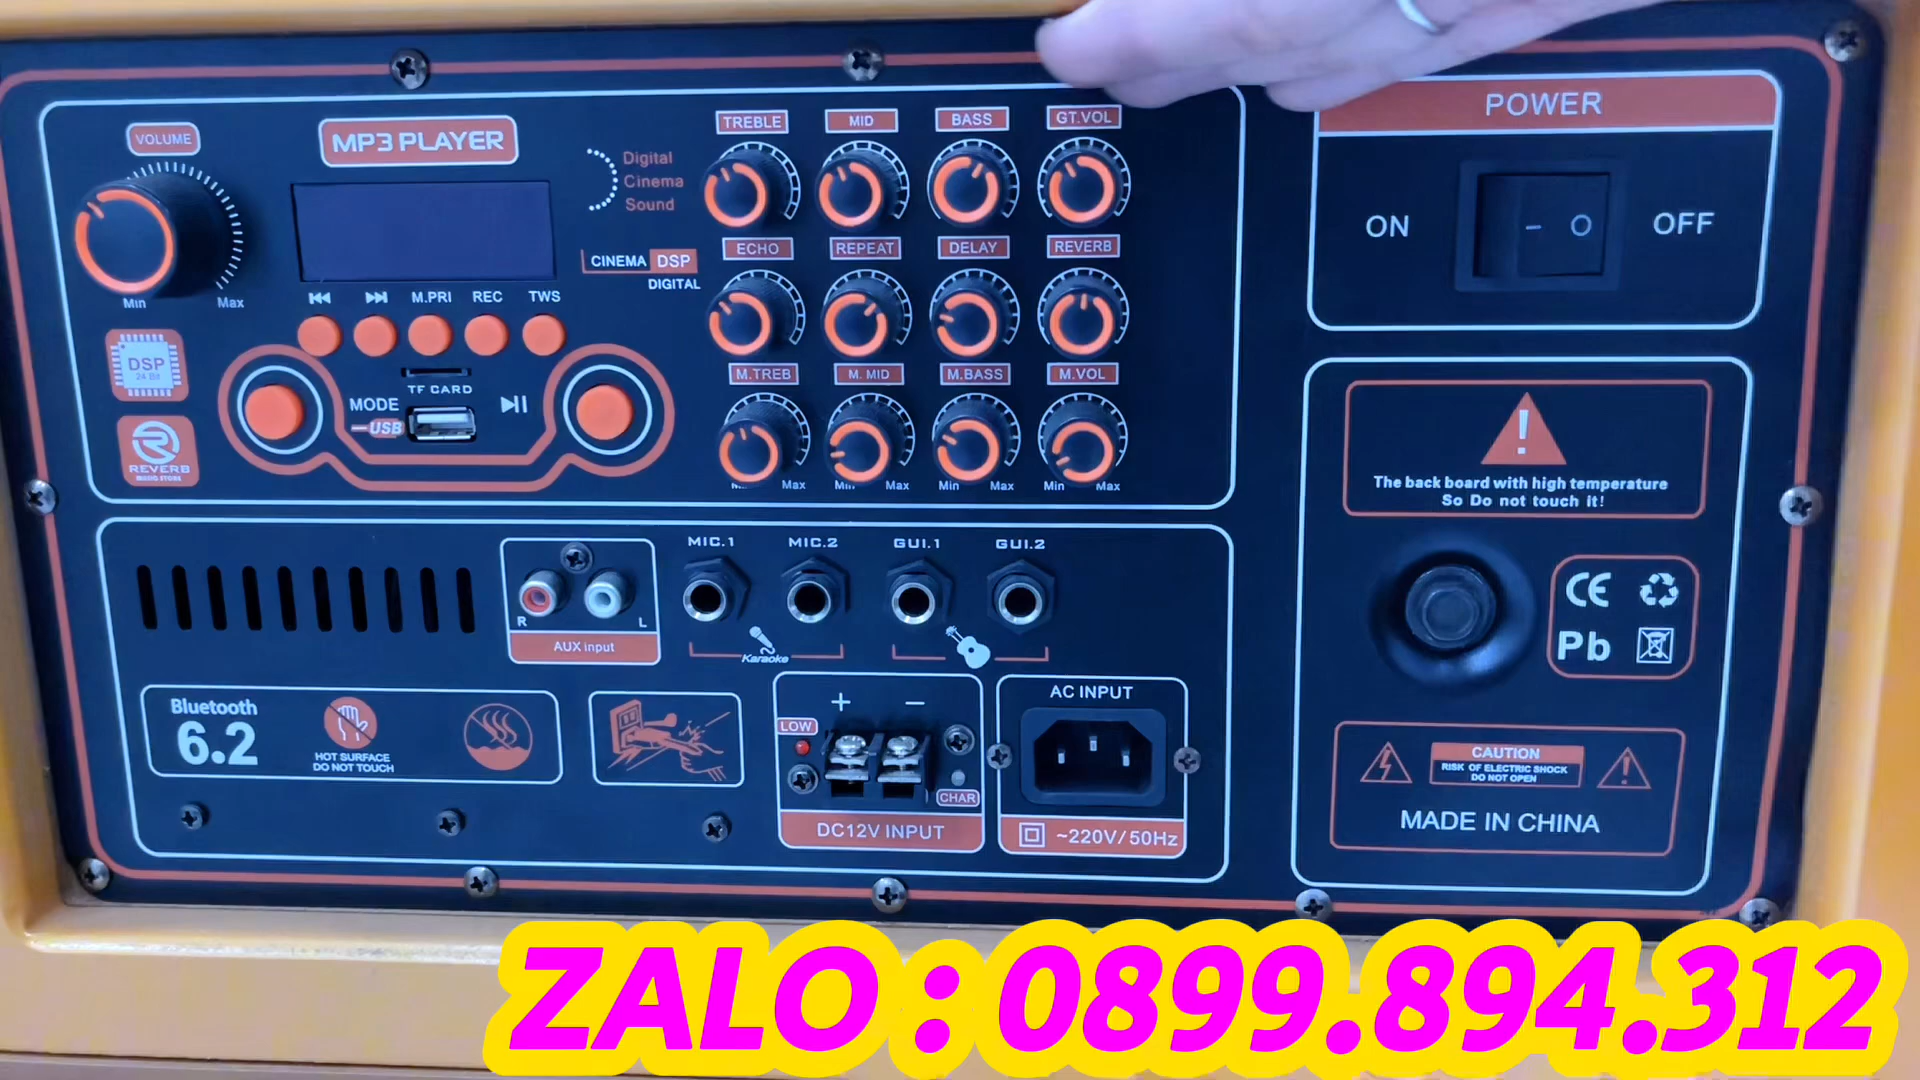 VOLUME
Min
Max
MP3 PLAYER
Digital
Cinema
Sound
CINEMA DSP
DIGITAL
M.PRI REC TWS
DSP
24 Bit
REVERB
TF CARD
MODE
USB
TREBLE MID BASS GT.VOL
ECHO REPEAT DELAY REVERB
M.TREB M. MID M.BASS M.VOL
Max Min Max Min Max Min Max
POWER
ON - O OFF
The back board with high temperature
So Do not touch it!
CE
Pb
CAUTION
RISK OF ELECTRIC SHOCK
DO NOT OPEN
MADE IN CHINA
R L
AUX input
MIC.1 MIC.2 GUI.1 GUI.2
Karaoke
Bluetooth
6.2
HOT SURFACE
DO NOT TOUCH
+ −
LOW
CHAR
DC12V INPUT
AC INPUT
~220V/50Hz
ZALO : 0899.894.312